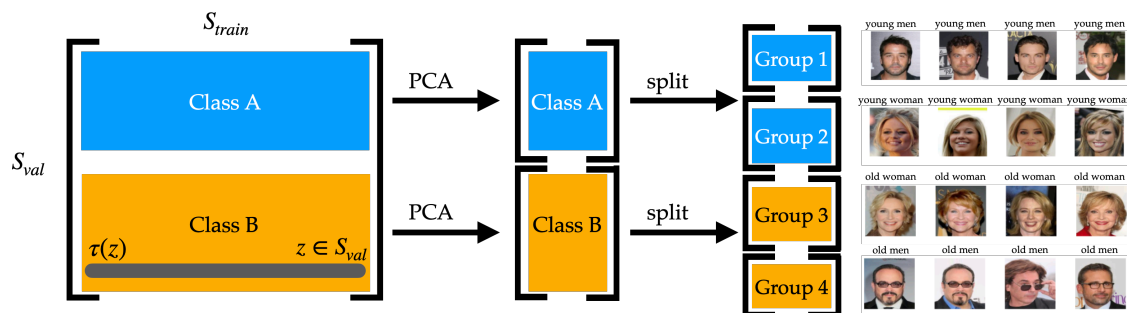 S_train
S_val
Class A
Class B
τ(z)
z ∈ S_val
PCA
PCA
Class A
Class B
split
split
Group 1
Group 2
Group 3
Group 4
young men young men young men young men
young woman young woman young woman young woman
old woman old woman old woman old woman
old men old men old men old men